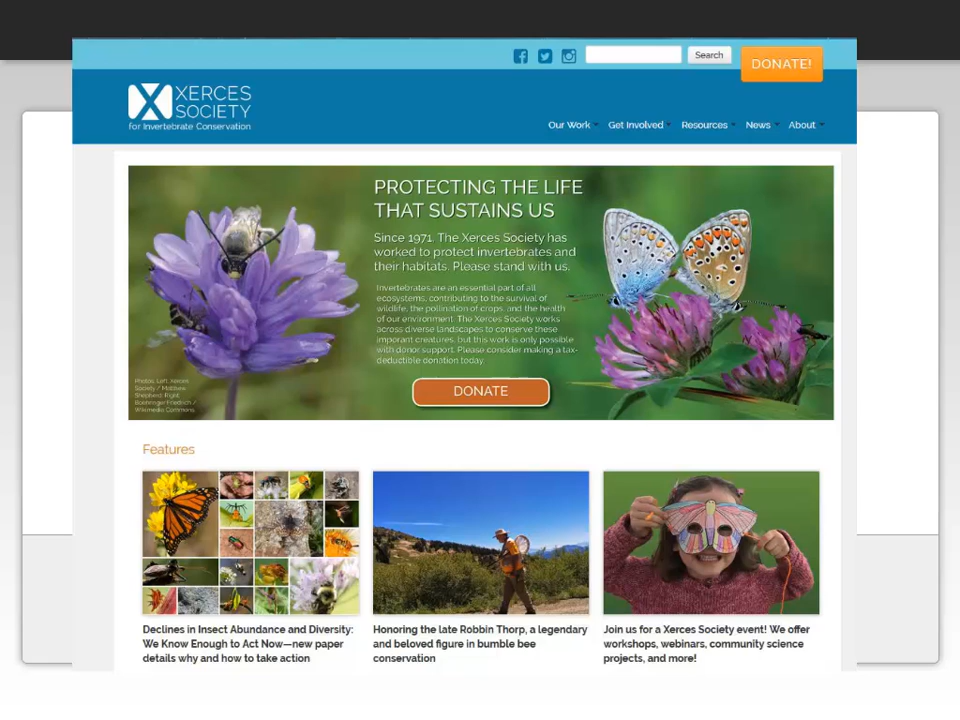 Search
DONATE!
XERCES
SOCIETY
for Invertebrate Conservation
Our Work
Get Involved
Resources
News
About
PROTECTING THE LIFE
THAT SUSTAINS US
Since 1971, The Xerces Society has
worked to protect invertebrates and
their habitats. Please stand with us.
Invertebrates are an essential part of all
ecosystems, contributing to the survival of
wildlife, the pollination of crops, and the health
of our environment. The Xerces Society works
across diverse landscapes to conserve these
imporant creatures, but this work is only possible
with donor support. Please consider making a tax-
deductible donation today.
DONATE
Photos: Left: Xerces
Society / Matthew
Shepherd; Right:
Boehringer Friedrich /
Wikimedia Commons.
Features
Declines in Insect Abundance and Diversity:
We Know Enough to Act Now—new paper
details why and how to take action
Honoring the late Robbin Thorp, a legendary
and beloved figure in bumble bee
conservation
Join us for a Xerces Society event! We offer
workshops, webinars, community science
projects, and more!